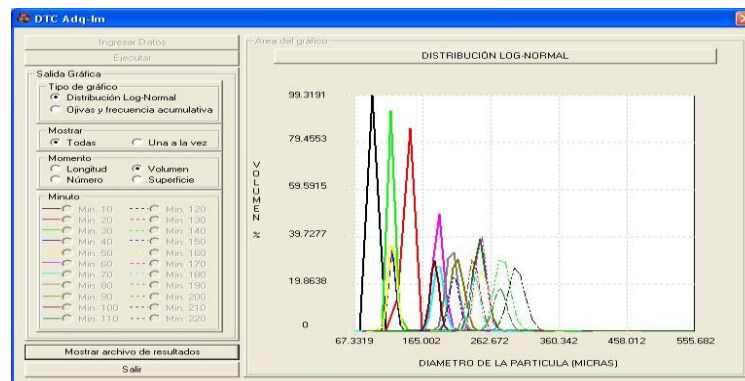 DTC Adq-Im
Ingresar Datos
Ejecutar
Salida Gráfica
Tipo de gráfico
Distribución Log-Normal
Ojivas y frecuencia acumulativa
Mostrar
Todas Una a la vez
Momento
Longitud Volumen
Número Superficie
Minuto
Min. 10 Min. 120
Min. 20 Min. 130
Min. 30 Min. 140
Min. 40 Min. 150
Min. 50 Min. 160
Min. 60 Min. 170
Min. 70 Min. 180
Min. 80 Min. 190
Min. 90 Min. 200
Min. 100 Min. 210
Min. 110 Min. 220
Mostrar archivo de resultados
Salir
Area del gráfico
DISTRIBUCIÓN LOG-NORMAL
99.3191
79.4553
59.5915
39.7277
19.8638
0
VOLUMEN %
67.3319 165.002 262.672 360.342 458.012 555.682
DIAMETRO DE LA PARTICULA (MICRAS)